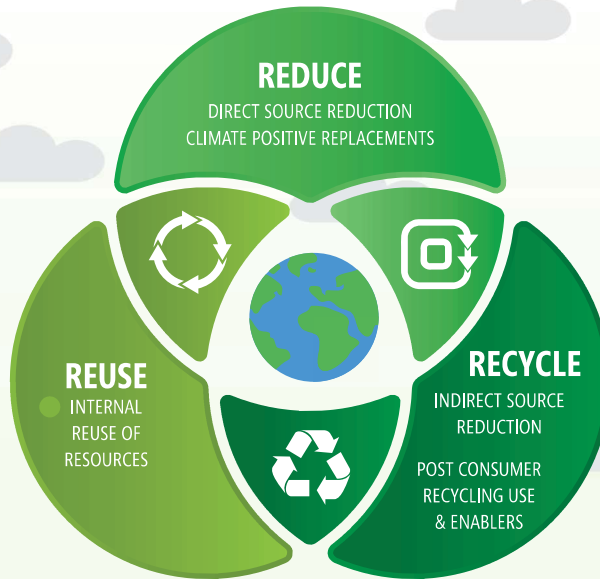 REDUCE
DIRECT SOURCE REDUCTION
CLIMATE POSITIVE REPLACEMENTS
REUSE
INTERNAL
REUSE OF
RESOURCES
RECYCLE
INDIRECT SOURCE
REDUCTION
POST CONSUMER
RECYCLING USE
& ENABLERS